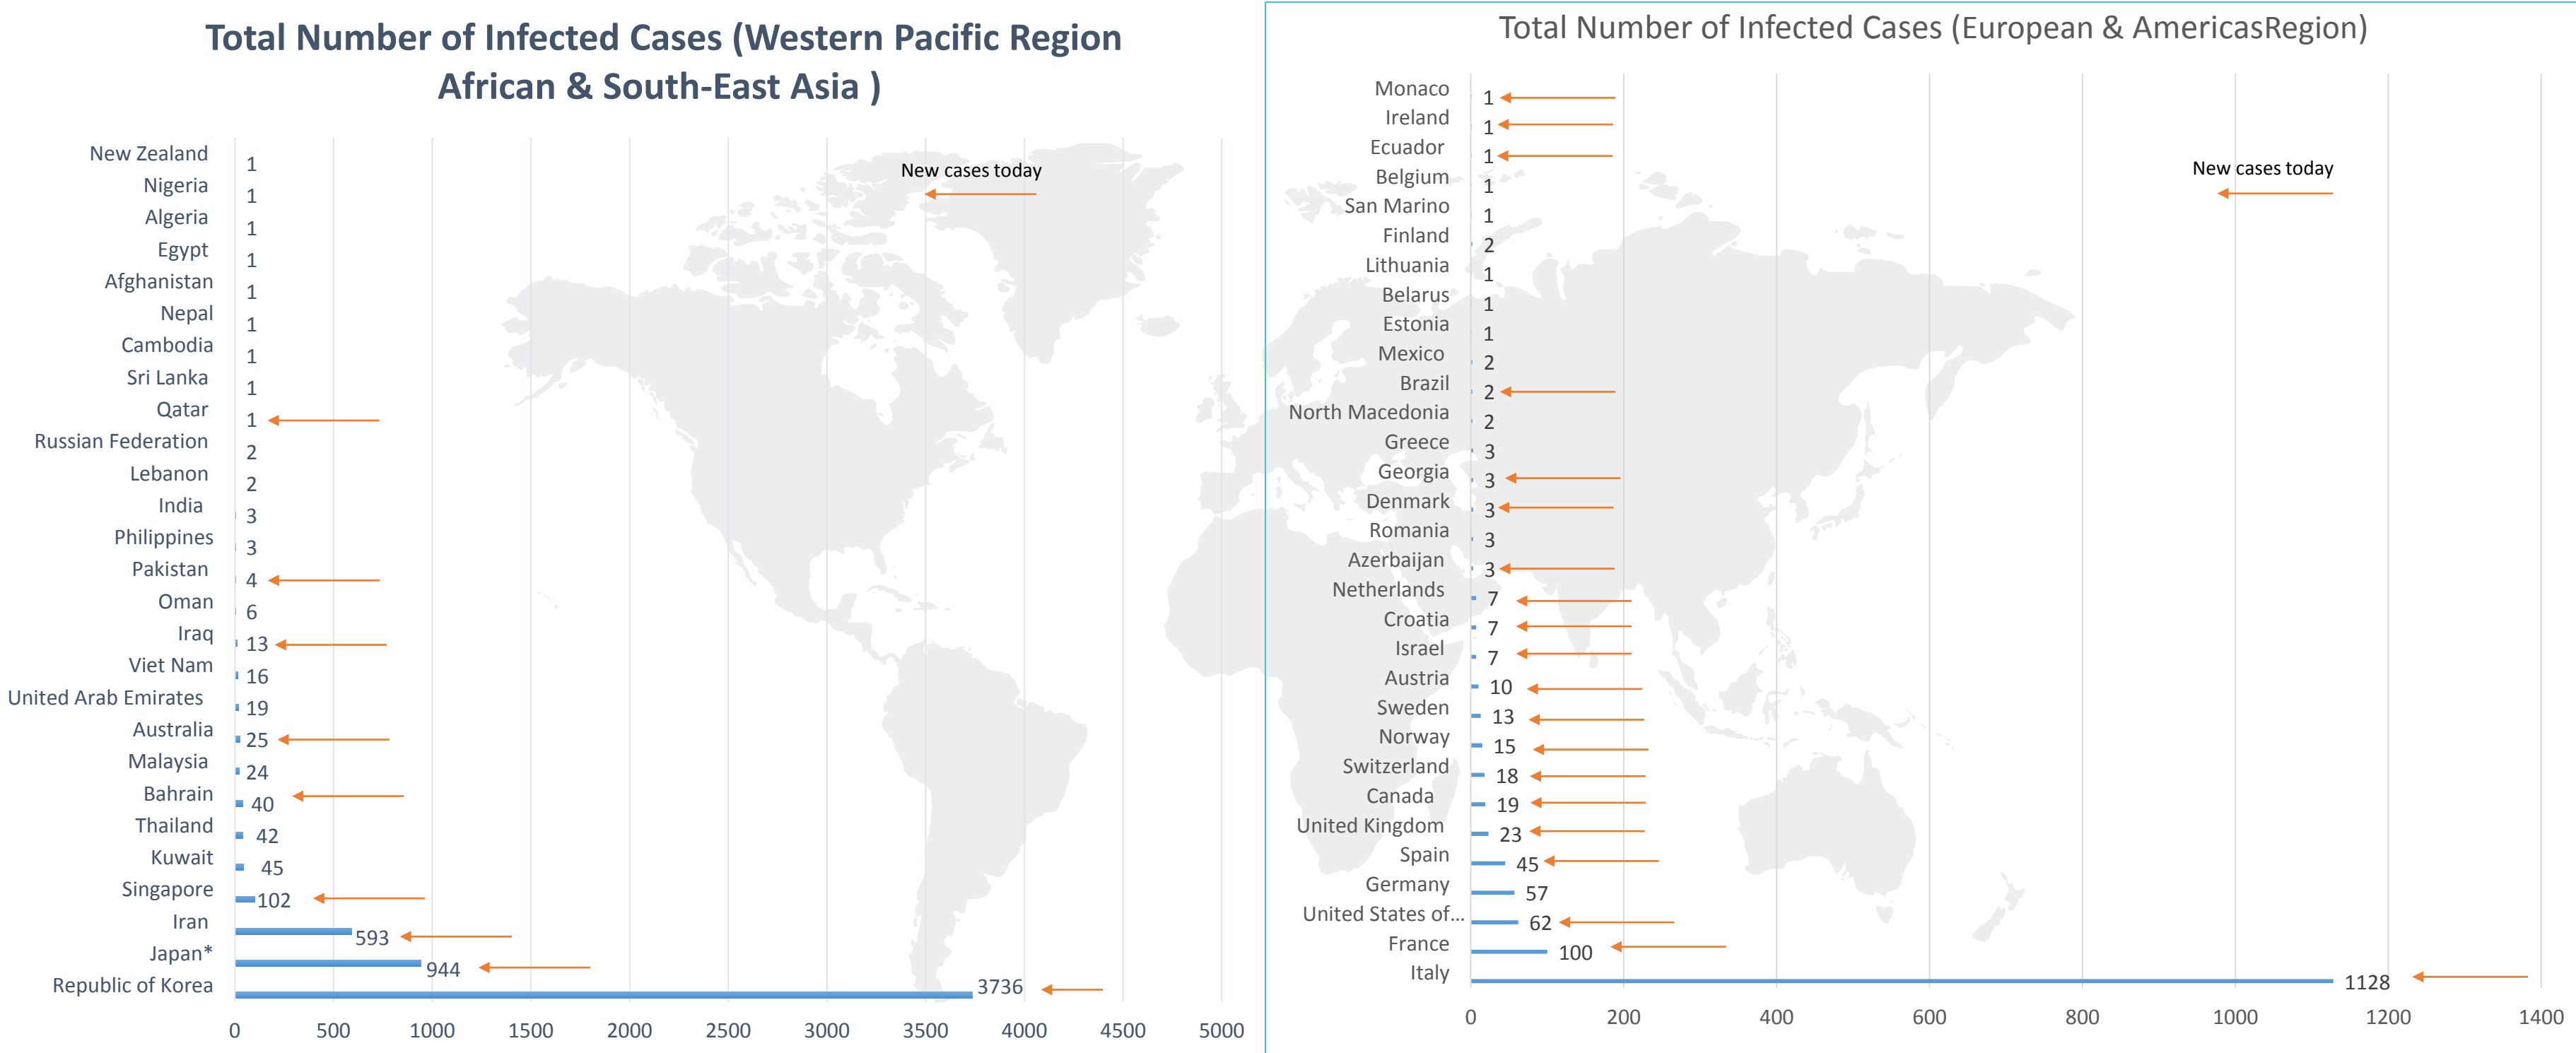 Total Number of Infected Cases (Western Pacific Region
African & South-East Asia )
New cases today
New Zealand 1
Nigeria 1
Algeria 1
Egypt 1
Afghanistan 1
Nepal 1
Cambodia 1
Sri Lanka 1
Qatar 1
Russian Federation 2
Lebanon 2
India 3
Philippines 3
Pakistan 4
Oman 6
Iraq 13
Viet Nam 16
United Arab Emirates 19
Australia 25
Malaysia 24
Bahrain 40
Thailand 42
Kuwait 45
Singapore 102
Iran 593
Japan* 944
Republic of Korea 3736
0 500 1000 1500 2000 2500 3000 3500 4000 4500 5000
Total Number of Infected Cases (European & AmericasRegion)
New cases today
Monaco 1
Ireland 1
Ecuador 1
Belgium 1
San Marino 1
Finland 2
Lithuania 1
Belarus 1
Estonia 1
Mexico 2
Brazil 2
North Macedonia 2
Greece 3
Georgia 3
Denmark 3
Romania 3
Azerbaijan 3
Netherlands 7
Croatia 7
Israel 7
Austria 10
Sweden 13
Norway 15
Switzerland 18
Canada 19
United Kingdom 23
Spain 45
Germany 57
United States of... 62
France 100
Italy 1128
0 200 400 600 800 1000 1200 1400